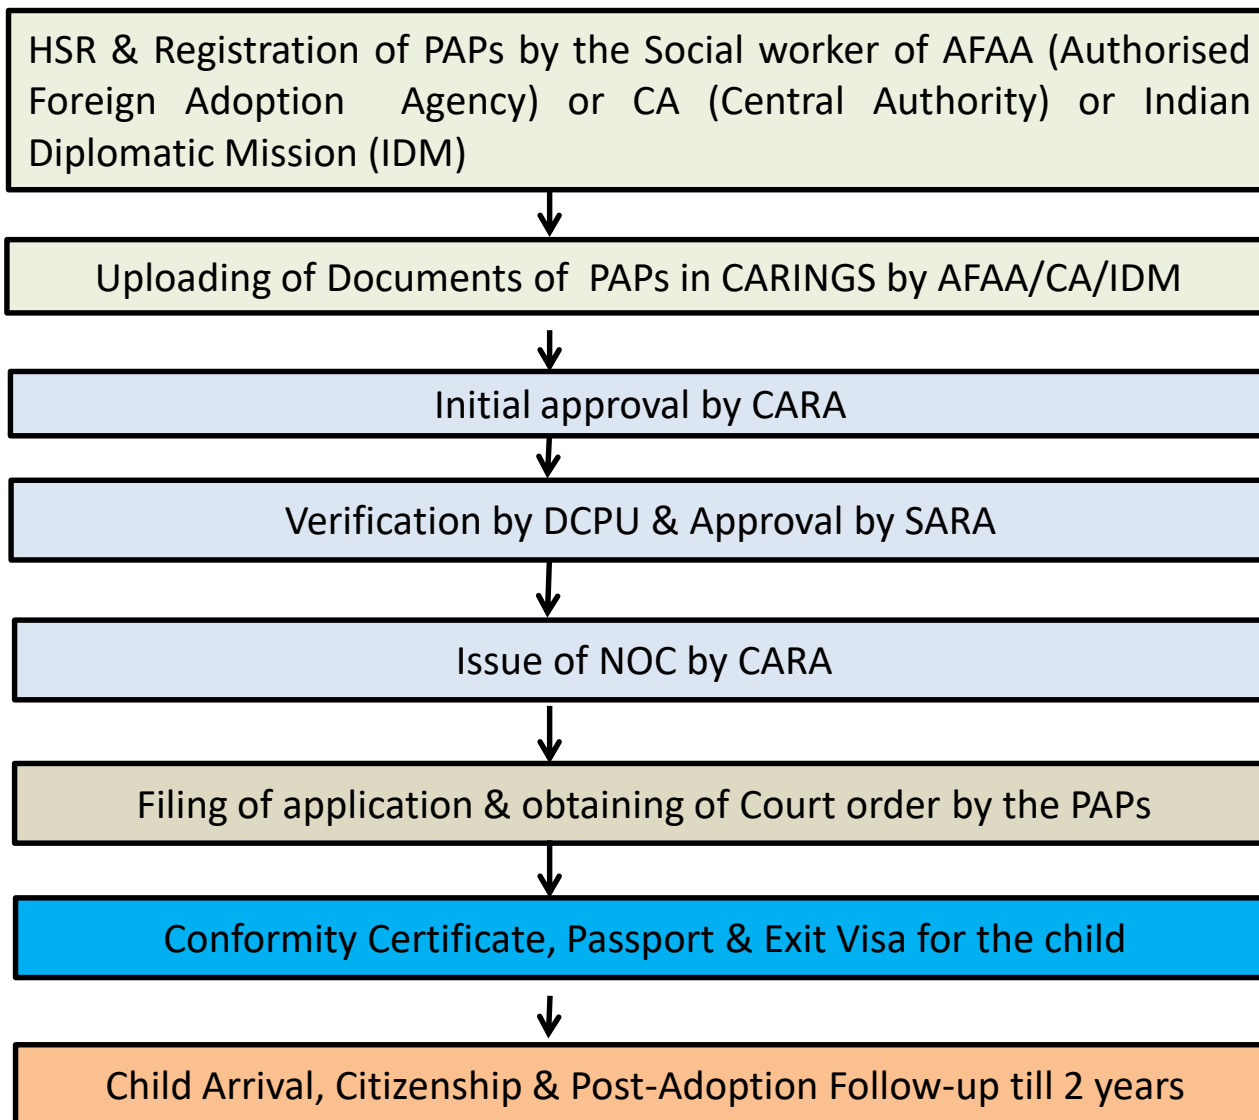 HSR & Registration of PAPs by the Social worker of AFAA (Authorised
Foreign Adoption Agency) or CA (Central Authority) or Indian
Diplomatic Mission (IDM)
Uploading of Documents of PAPs in CARINGS by AFAA/CA/IDM
Initial approval by CARA
Verification by DCPU & Approval by SARA
Issue of NOC by CARA
Filing of application & obtaining of Court order by the PAPs
Conformity Certificate, Passport & Exit Visa for the child
Child Arrival, Citizenship & Post-Adoption Follow-up till 2 years